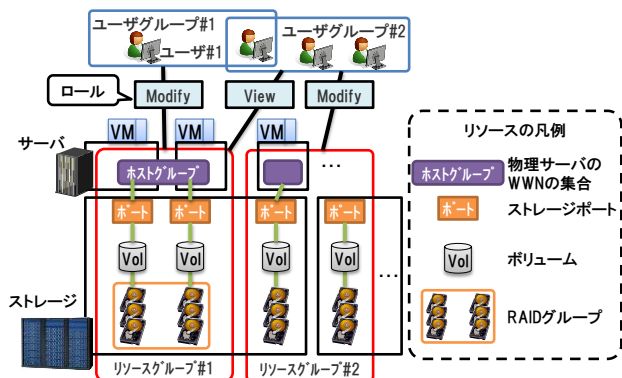 ユーザグループ#1
ユーザ#1
ユーザグループ#2
ロール
Modify
View
Modify
サーバ
VM
VM
VM
ﾎｽﾄｸﾞﾙｰﾌﾟ
…
ﾎﾟｰﾄ
ﾎﾟｰﾄ
ﾎﾟｰﾄ
ﾎﾟｰﾄ
Vol
Vol
Vol
Vol
…
ストレージ
ﾘｿｰｽｸﾞﾙｰﾌﾟ#1
ﾘｿｰｽｸﾞﾙｰﾌﾟ#2
リソースの凡例
ﾎｽﾄｸﾞﾙｰﾌﾟ
物理サーバの
WWNの集合
ﾎﾟｰﾄ
ストレージポート
Vol
ボリューム
RAIDグループ